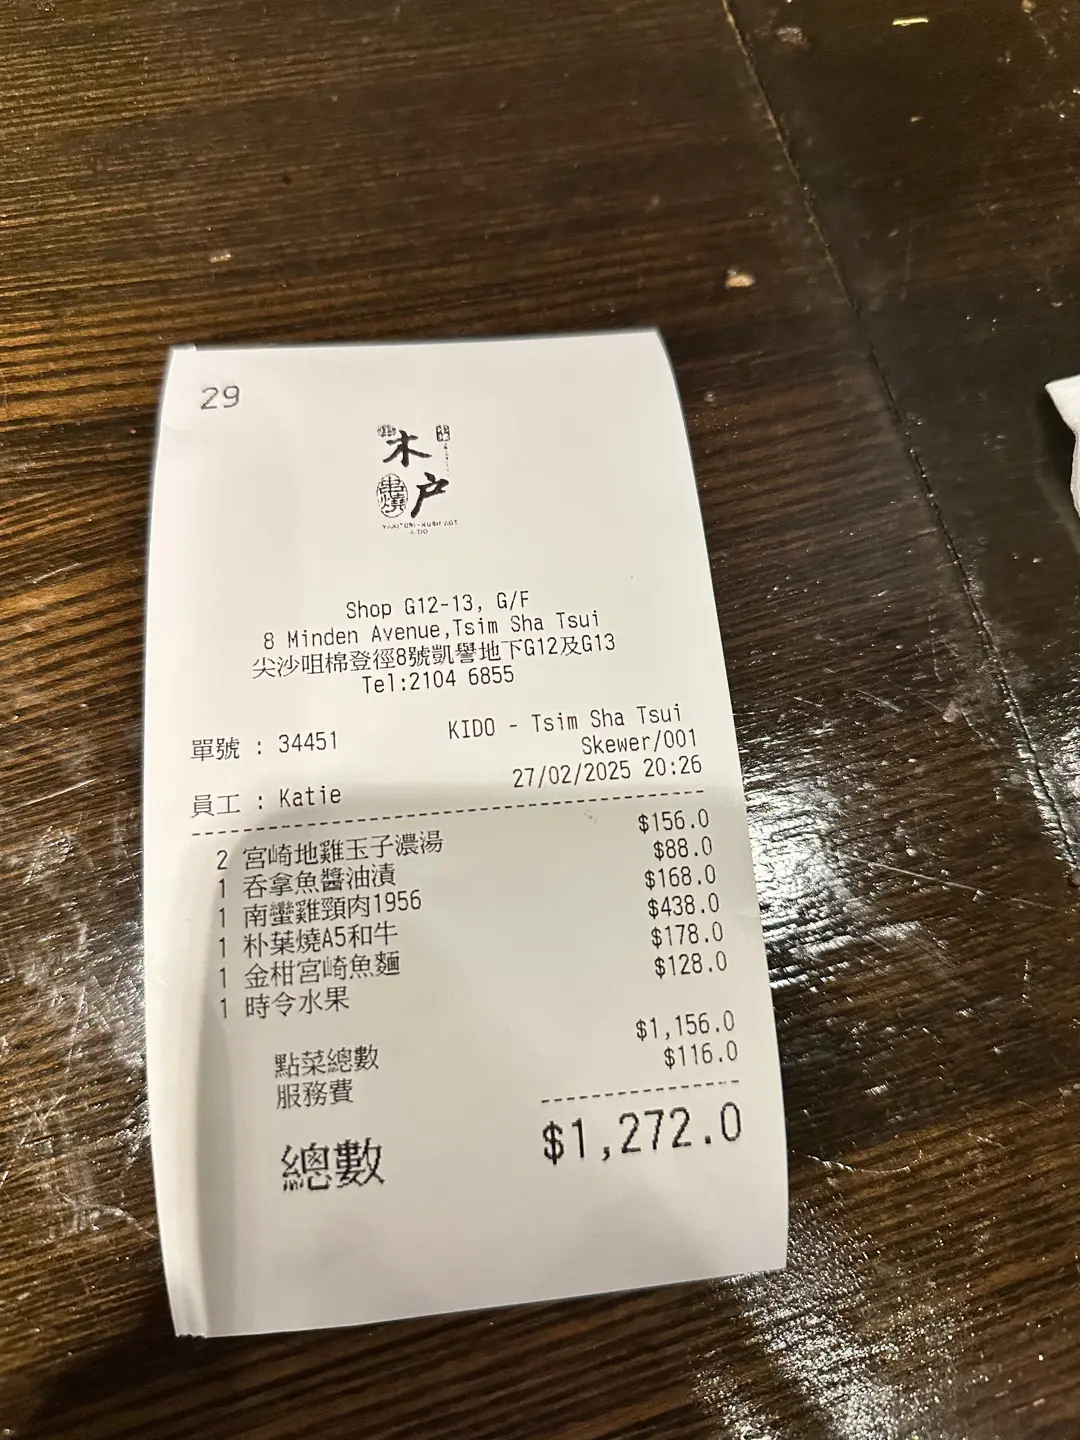 29
木
串燒 户
YAKITORI · KUSHIAGE
KIDO
Shop G12-13, G/F
8 Minden Avenue,Tsim Sha Tsui
尖沙咀棉登徑8號凱譽地下G12及G13
Tel:2104 6855
單號 : 34451 KIDO - Tsim Sha Tsui
Skewer/001
員工 : Katie 27/02/2025 20:26
2 宮崎地雞玉子濃湯 $156.0
1 吞拿魚醬油漬 $88.0
1 南蠻雞頸肉1956 $168.0
1 朴葉燒A5和牛 $438.0
1 金柑宮崎魚麵 $178.0
1 時令水果 $128.0
點菜總數 $1,156.0
服務費 $116.0
總數 $1,272.0